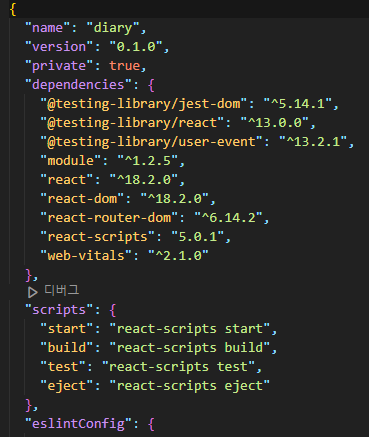 {
"name": "diary",
"version": "0.1.0",
"private": true,
"dependencies": {
"@testing-library/jest-dom": "^5.14.1",
"@testing-library/react": "^13.0.0",
"@testing-library/user-event": "^13.2.1",
"module": "^1.2.5",
"react": "^18.2.0",
"react-dom": "^18.2.0",
"react-router-dom": "^6.14.2",
"react-scripts": "5.0.1",
"web-vitals": "^2.1.0"
},
디버그
"scripts": {
"start": "react-scripts start",
"build": "react-scripts build",
"test": "react-scripts test",
"eject": "react-scripts eject"
},
"eslintConfig": {